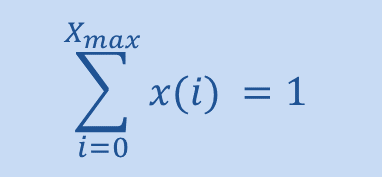 X_max
∑ x(i) = 1
i=0